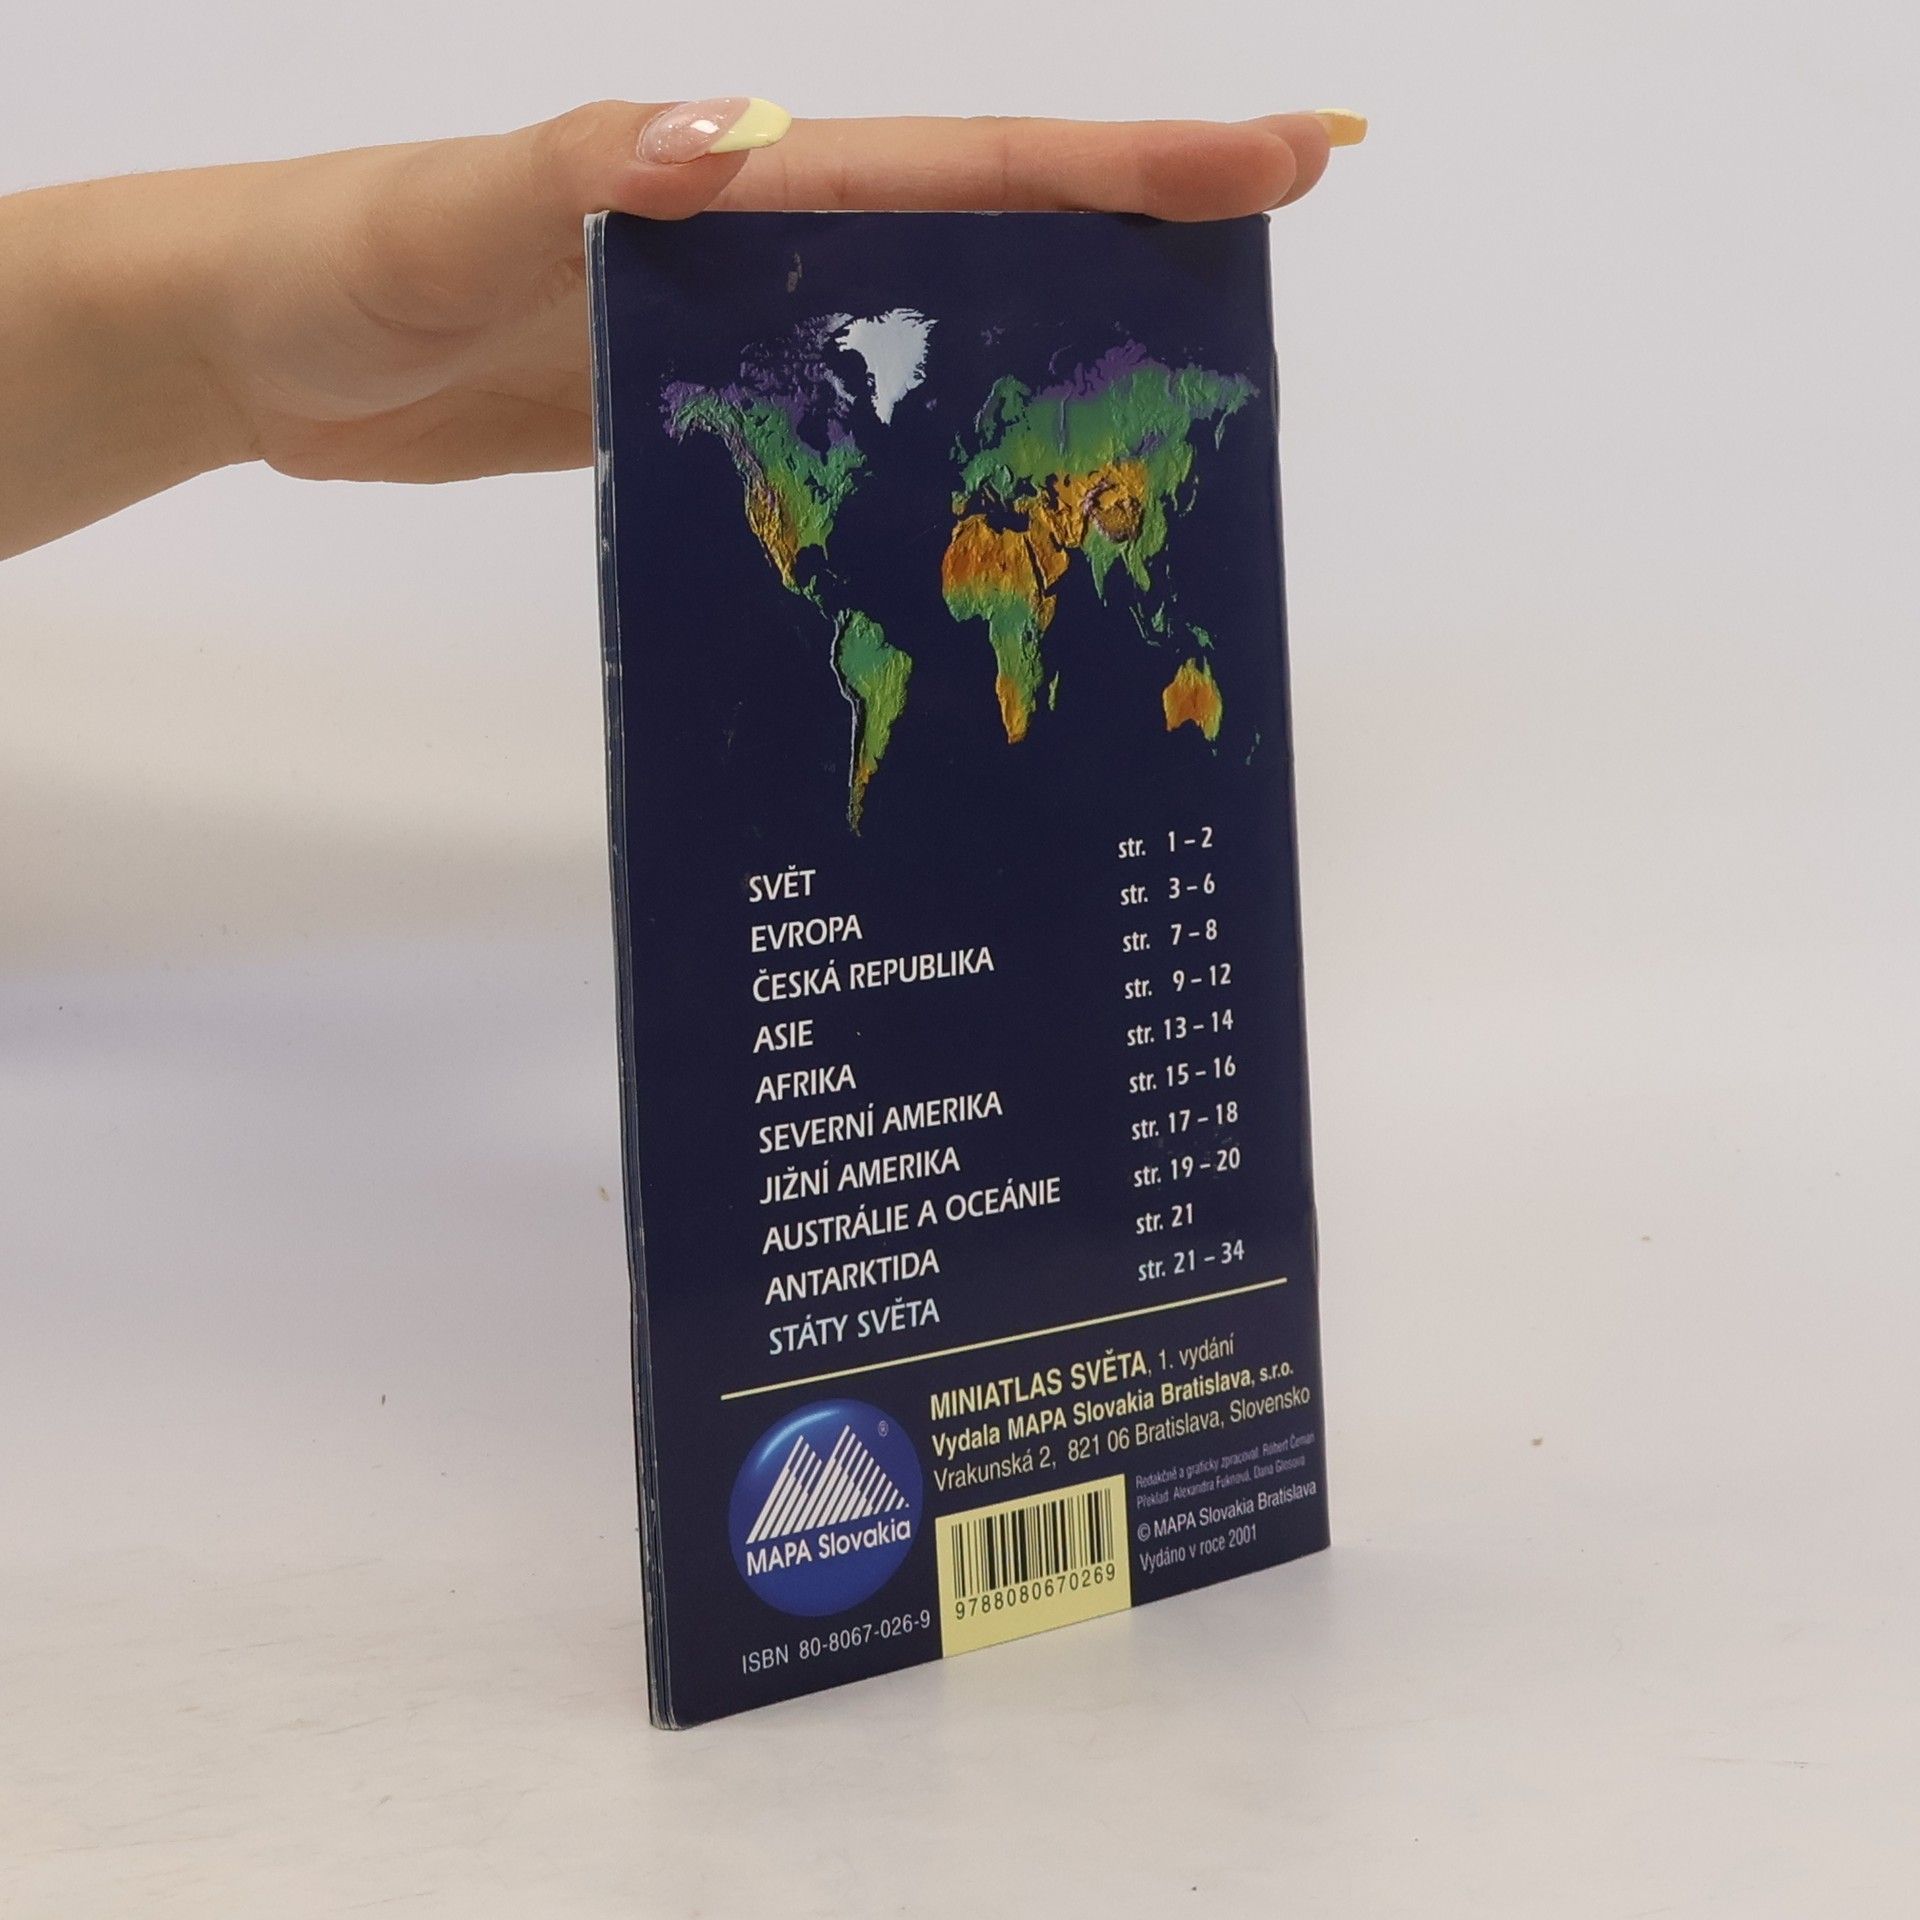 SVĚT str. 1 – 2
EVROPA str. 3 – 6
ČESKÁ REPUBLIKA str. 7 – 8
ASIE str. 9 – 12
AFRIKA str. 13 – 14
SEVERNÍ AMERIKA str. 15 – 16
JIŽNÍ AMERIKA str. 17 – 18
AUSTRÁLIE A OCEÁNIE str. 19 – 20
ANTARKTIDA str. 21
STÁTY SVĚTA str. 21 – 34
MINIATLAS SVĚTA, 1. vydání
Vydala MAPA Slovakia Bratislava, s.r.o.
Vrakunská 2, 821 06 Bratislava, Slovensko
Redakčně a graficky zpracoval: Róbert Čeman
Překlad: Alexandra Fuknová, Dana Glosová
© MAPA Slovakia Bratislava
Vydáno v roce 2001
®
MAPA Slovakia
9788080670269
ISBN 80-8067-026-9